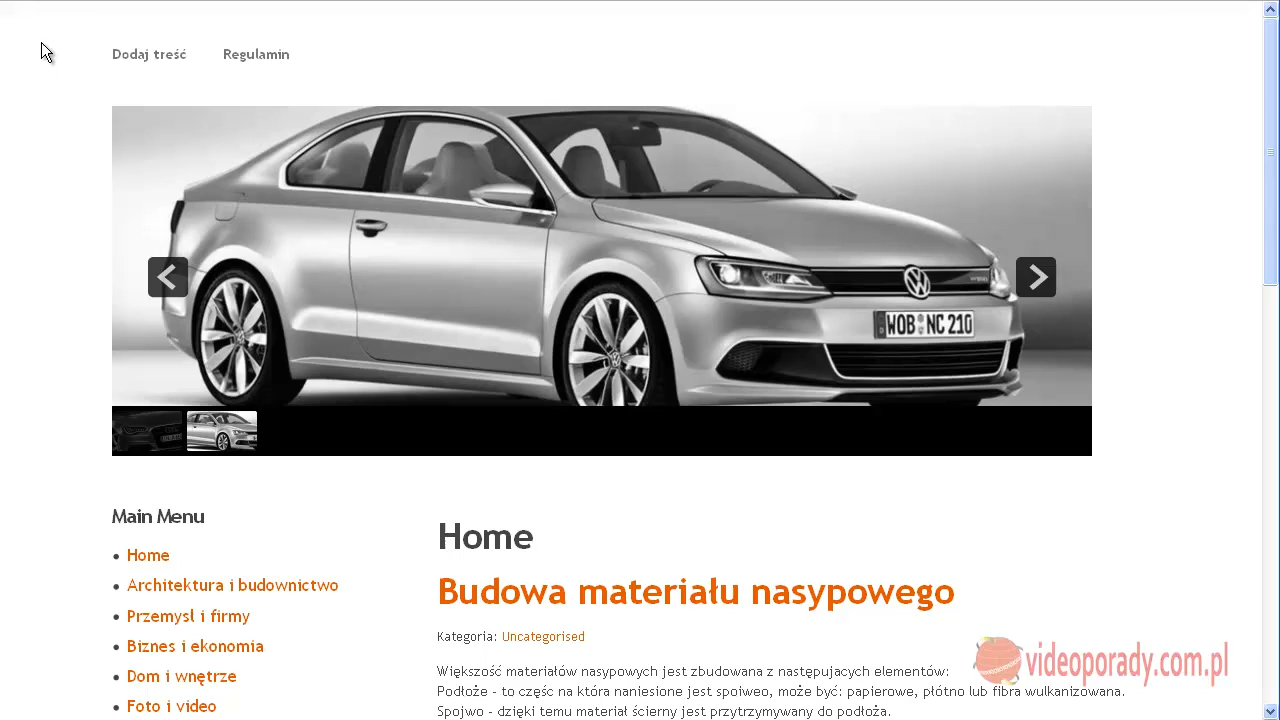 Dodaj treść Regulamin
WOB NC 210
Main Menu
Home
Architektura i budownictwo
Przemysl i firmy
Biznes i ekonomia
Dom i wnętrze
Foto i video
Home
Budowa materiału nasypowego
Kategoria: Uncategorised
Większość materiałów nasypowych jest zbudowana z następujacych elementów:
Podłoże - to część na która naniesione jest spoiweo, może być: papierowe, płótno lub fibra wulkanizowana.
Spojwo - dzięki temu materiał ścierny jest przytrzymywany do podłoża.
videoporady.com.pl